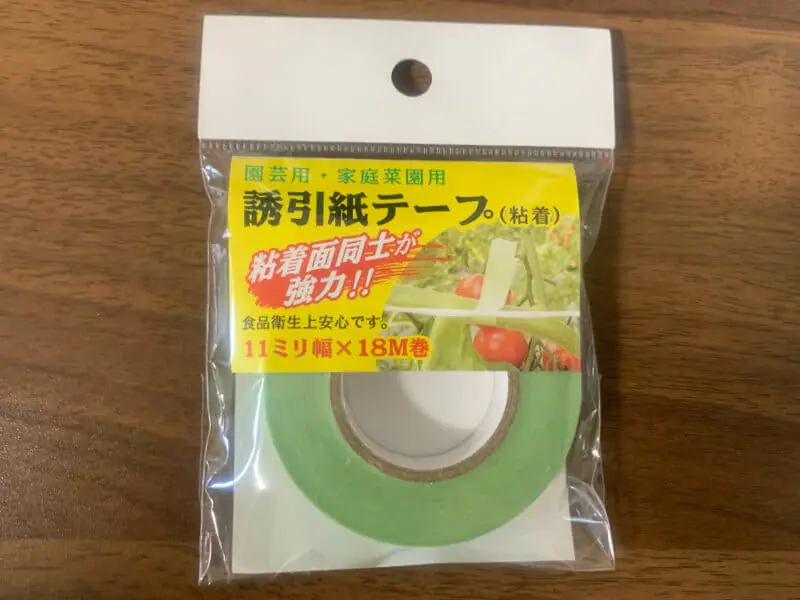 園芸用・家庭菜園用
誘引紙テープ(粘着)
粘着面同士が
強力!!
食品衛生上安心です。
11ミリ幅×18M巻